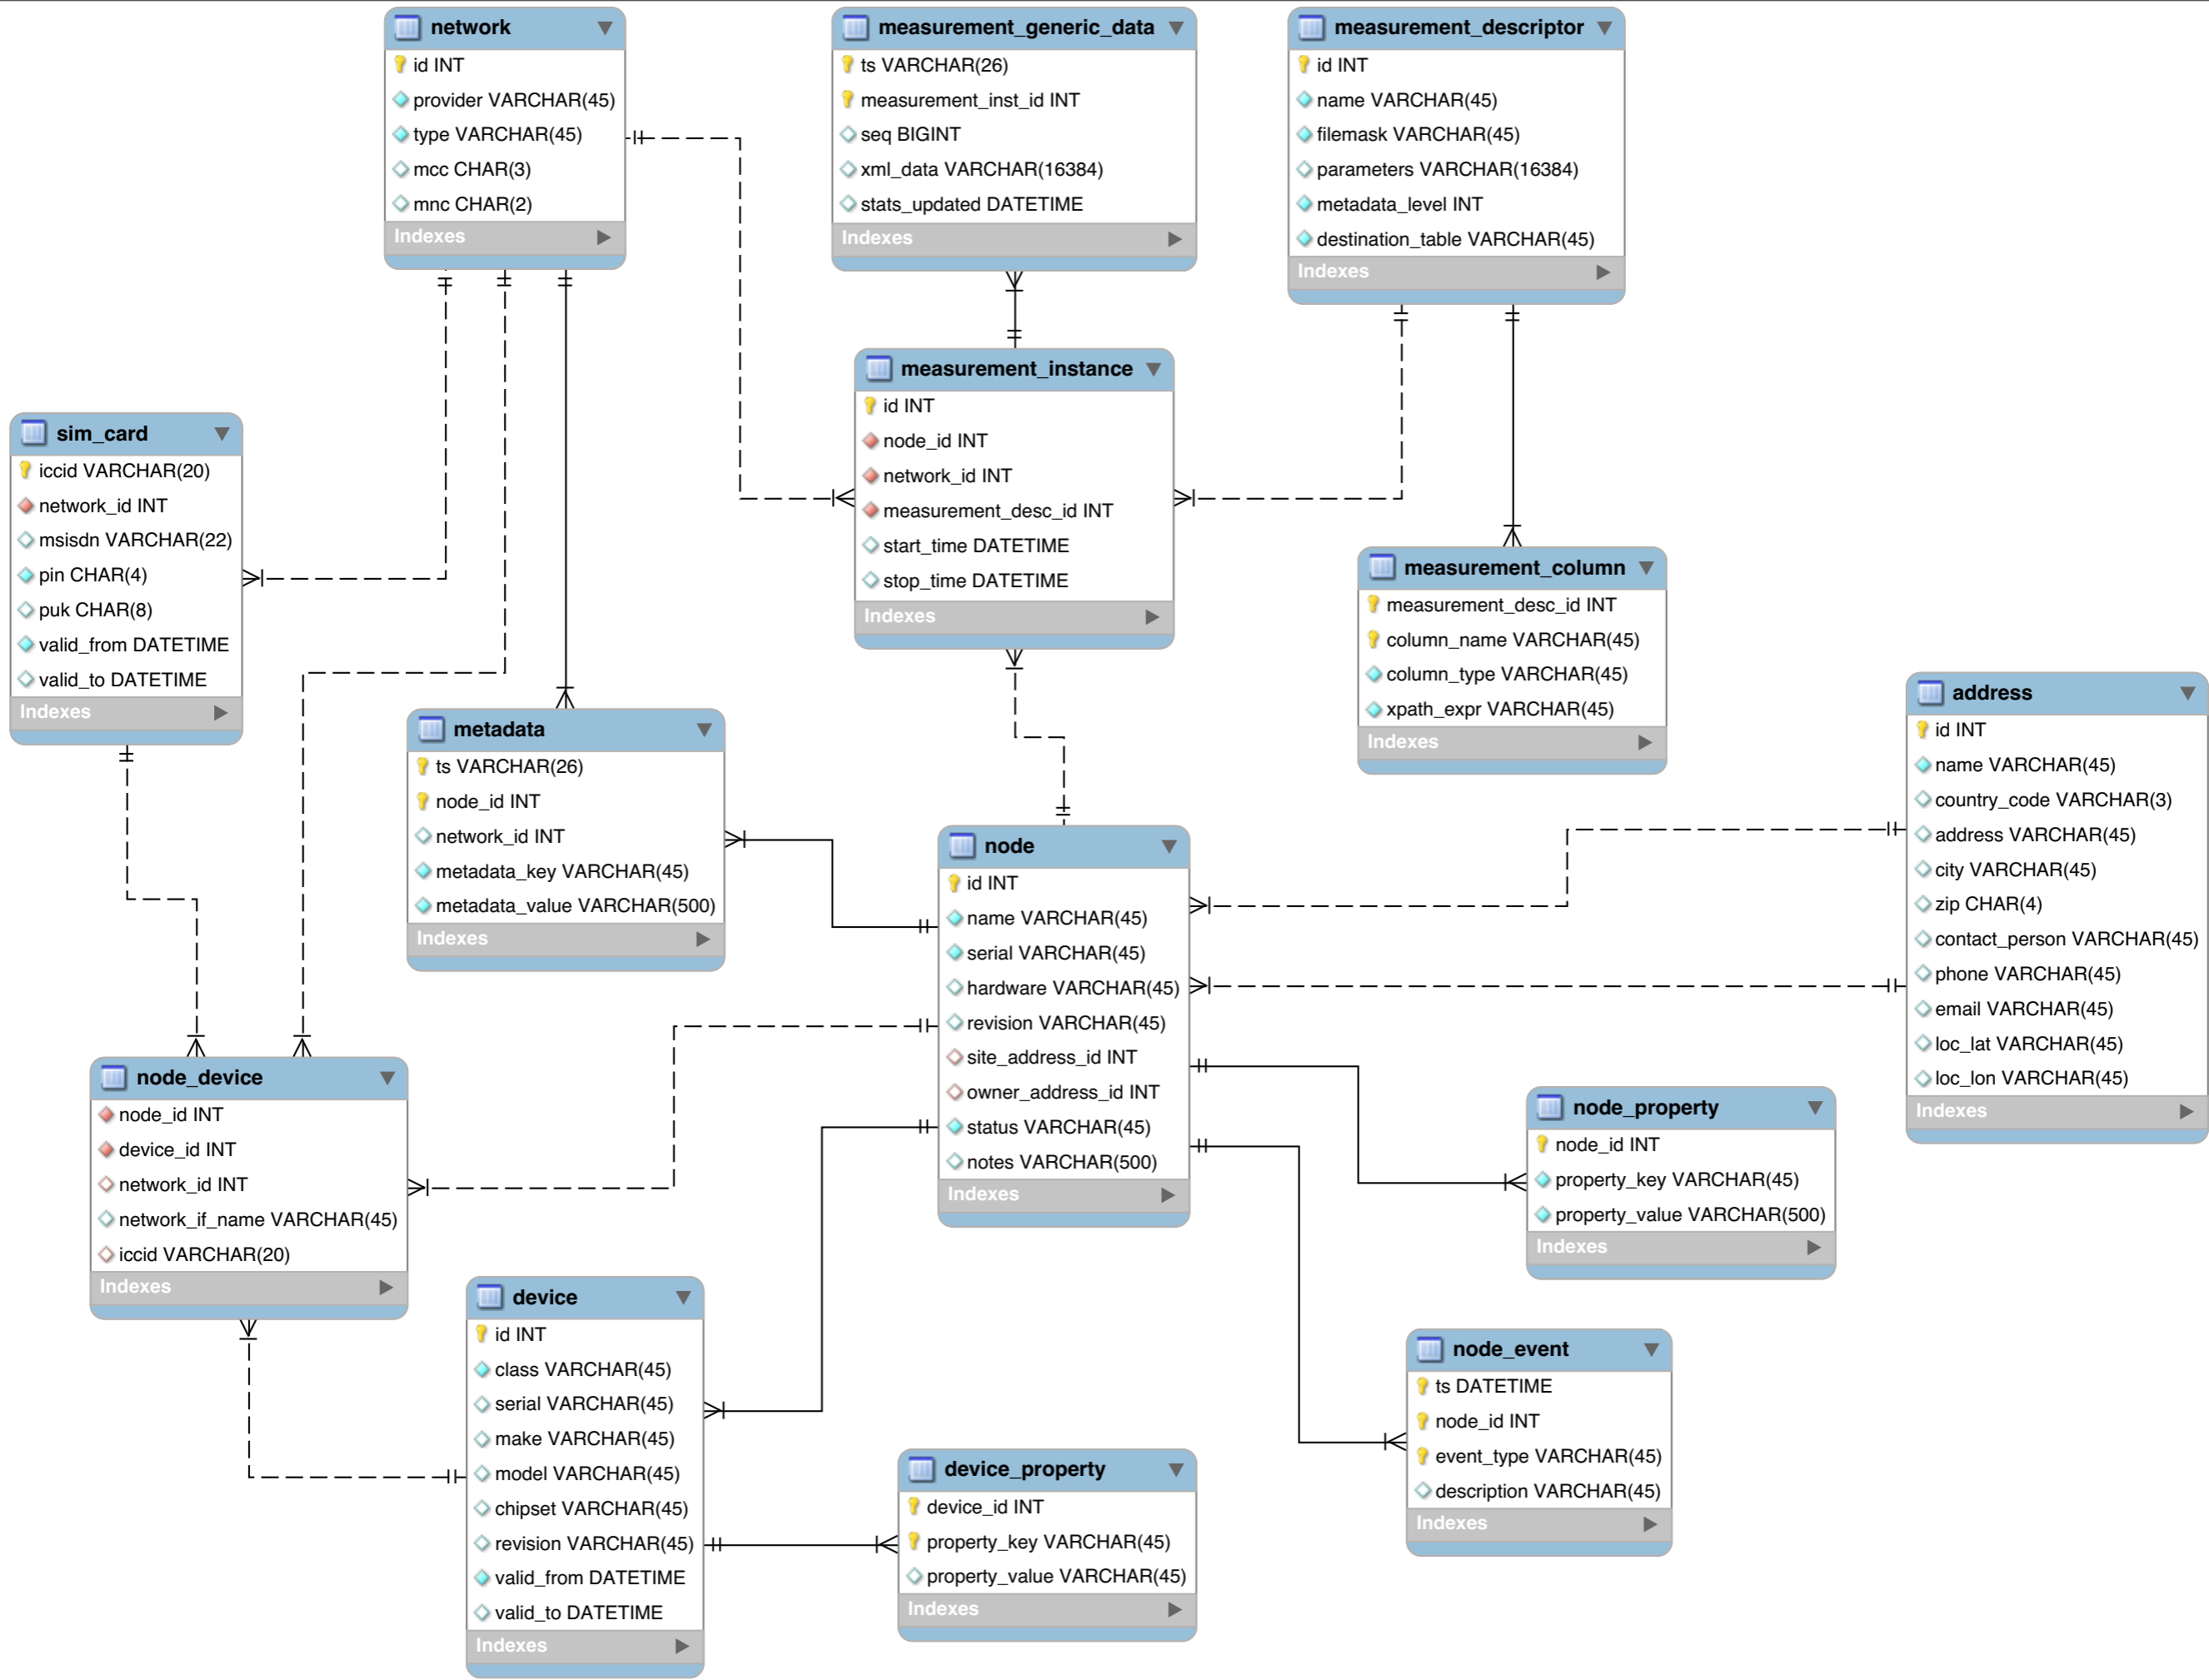 network
id INT
provider VARCHAR(45)
type VARCHAR(45)
mcc CHAR(3)
mnc CHAR(2)
Indexes
measurement_generic_data
ts VARCHAR(26)
measurement_inst_id INT
seq BIGINT
xml_data VARCHAR(16384)
stats_updated DATETIME
Indexes
measurement_descriptor
id INT
name VARCHAR(45)
filemask VARCHAR(45)
parameters VARCHAR(16384)
metadata_level INT
destination_table VARCHAR(45)
Indexes
measurement_instance
id INT
node_id INT
network_id INT
measurement_desc_id INT
start_time DATETIME
stop_time DATETIME
Indexes
sim_card
iccid VARCHAR(20)
network_id INT
msisdn VARCHAR(22)
pin CHAR(4)
puk CHAR(8)
valid_from DATETIME
valid_to DATETIME
Indexes
measurement_column
measurement_desc_id INT
column_name VARCHAR(45)
column_type VARCHAR(45)
xpath_expr VARCHAR(45)
Indexes
metadata
ts VARCHAR(26)
node_id INT
network_id INT
metadata_key VARCHAR(45)
metadata_value VARCHAR(500)
Indexes
address
id INT
name VARCHAR(45)
country_code VARCHAR(3)
address VARCHAR(45)
city VARCHAR(45)
zip CHAR(4)
contact_person VARCHAR(45)
phone VARCHAR(45)
email VARCHAR(45)
loc_lat VARCHAR(45)
loc_lon VARCHAR(45)
Indexes
node
id INT
name VARCHAR(45)
serial VARCHAR(45)
hardware VARCHAR(45)
revision VARCHAR(45)
site_address_id INT
owner_address_id INT
status VARCHAR(45)
notes VARCHAR(500)
Indexes
node_device
node_id INT
device_id INT
network_id INT
network_if_name VARCHAR(45)
iccid VARCHAR(20)
Indexes
node_property
node_id INT
property_key VARCHAR(45)
property_value VARCHAR(500)
Indexes
device
id INT
class VARCHAR(45)
serial VARCHAR(45)
make VARCHAR(45)
model VARCHAR(45)
chipset VARCHAR(45)
revision VARCHAR(45)
valid_from DATETIME
valid_to DATETIME
Indexes
node_event
ts DATETIME
node_id INT
event_type VARCHAR(45)
description VARCHAR(45)
Indexes
device_property
device_id INT
property_key VARCHAR(45)
property_value VARCHAR(45)
Indexes